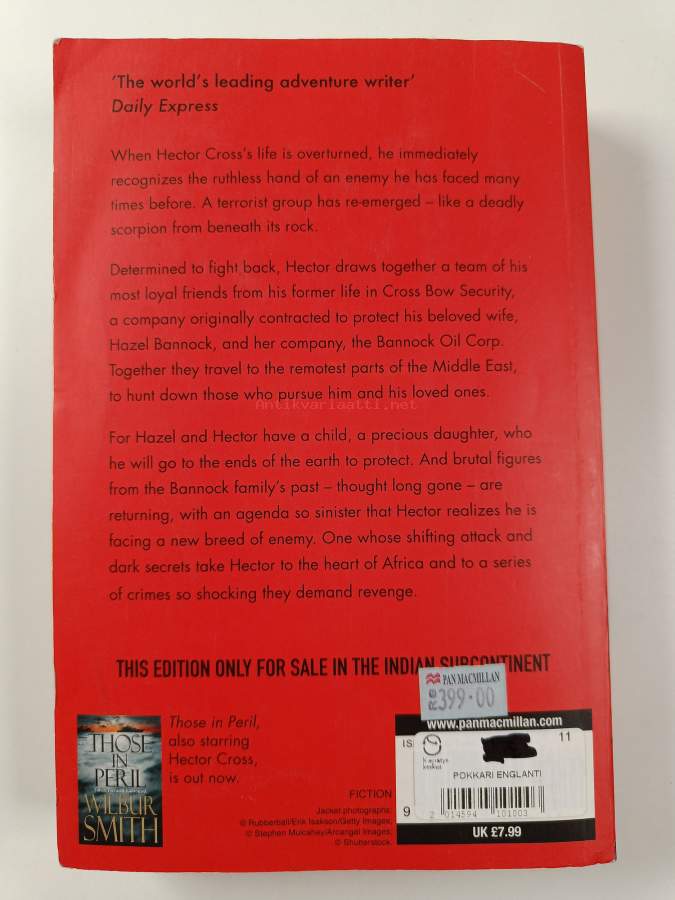 ‘The world’s leading adventure writer’
Daily Express
When Hector Cross’s life is overturned, he immediately
recognizes the ruthless hand of an enemy he has faced many
times before. A terrorist group has re-emerged – like a deadly
scorpion from beneath its rock.
Determined to fight back, Hector draws together a team of his
most loyal friends from his former life in Cross Bow Security,
a company originally contracted to protect his beloved wife,
Hazel Bannock, and her company, the Bannock Oil Corp.
Together they travel to the remotest parts of the Middle East,
to hunt down those who pursue him and his loved ones.
Antikvariaatti.net
For Hazel and Hector have a child, a precious daughter, who
he will go to the ends of the earth to protect. And brutal figures
from the Bannock family’s past – thought long gone – are
returning, with an agenda so sinister that Hector realizes he is
facing a new breed of enemy. One whose shifting attack and
dark secrets take Hector to the heart of Africa and to a series
of crimes so shocking they demand revenge.
THIS EDITION ONLY FOR SALE IN THE INDIAN SUBCONTINENT
PAN MACMILLAN
399.00
www.panmacmillan.com
Those in Peril,
also starring
Hector Cross,
is out now.
THOSE
IN
PERIL
WILBUR
SMITH
FICTION
Jacket photographs:
© Rubberball/Erik Isakson/Getty Images;
© Stephen Mulcahey/Arcangel Images;
© Shutterstock.
IS
11
POKKARI ENGLANTI
9
2 014594 101003
UK £7.99